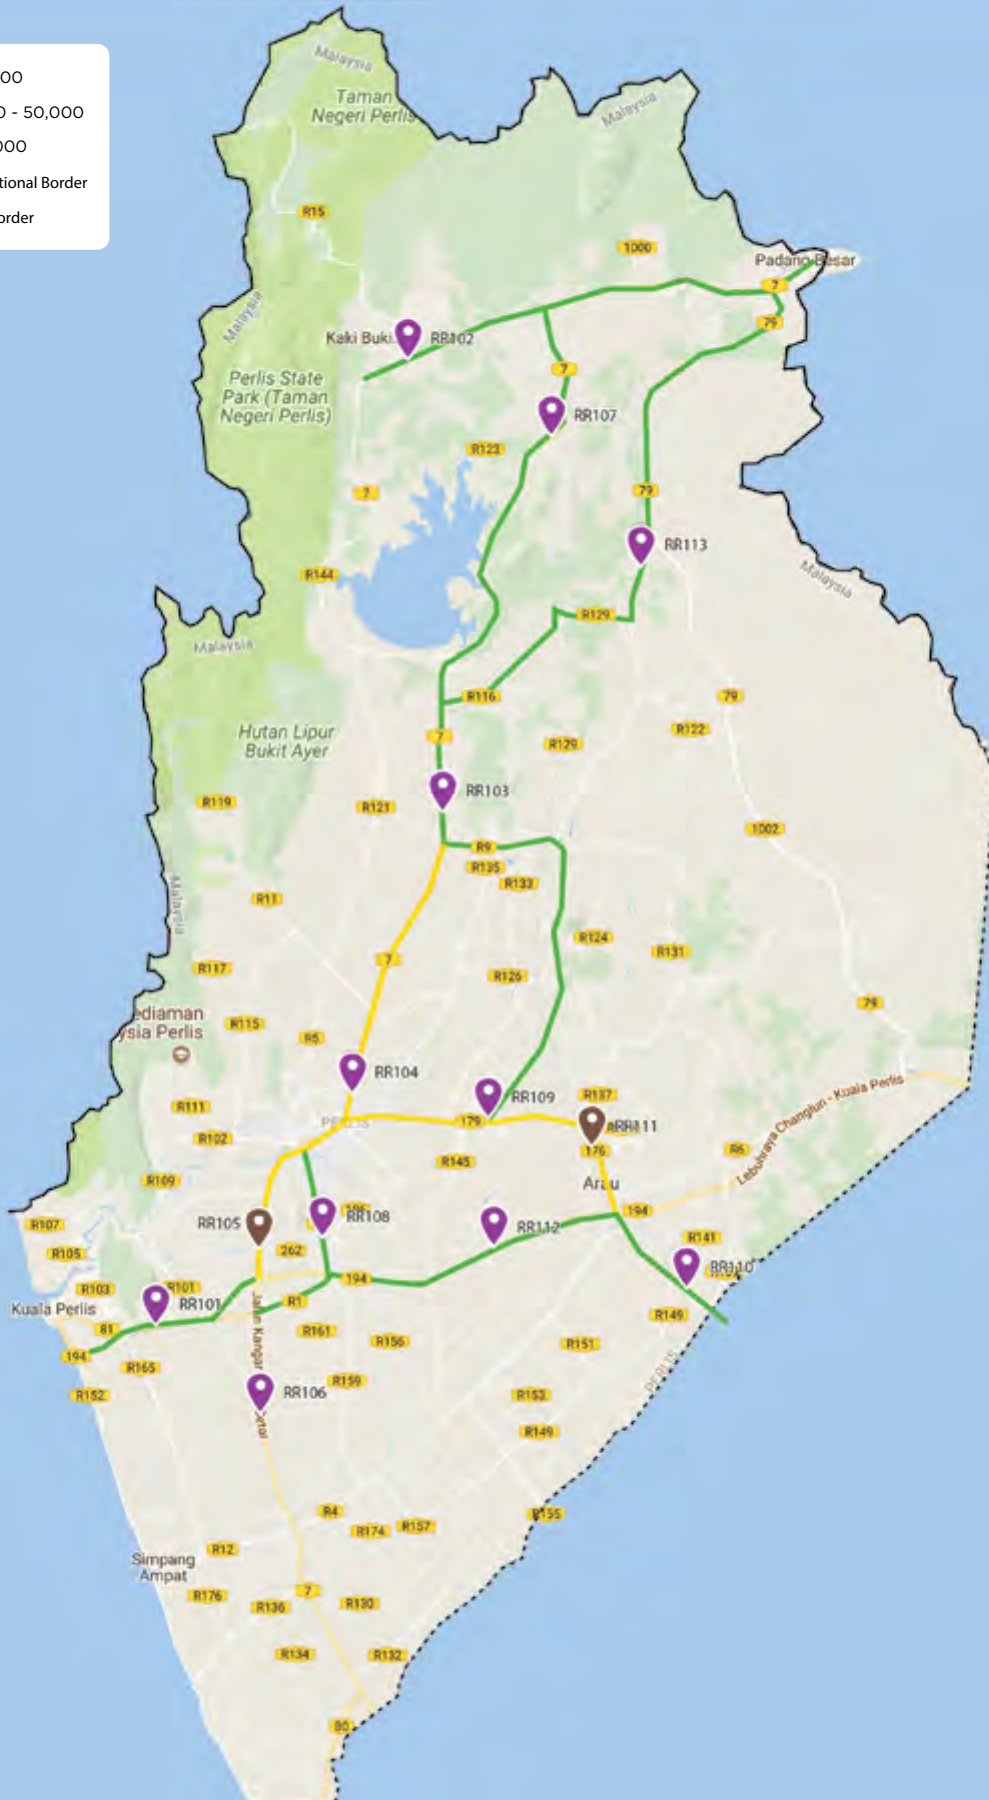 00
0 - 50,000
000
tional Border
order
Malaysia
Taman
Negeri Perlis
Malaysia
R15
1000
Padang Besar
7
79
Malaysia
Kaki Buki
RR102
7
Perlis State
Park (Taman
Negeri Perlis)
RR107
R123
7
79
RR113
R144
Malaysia
R129
Malaysia
R116
79
R122
7
Hutan Lipur
Bukit Ayer
R129
RR103
R119
R121
1002
R9
R135
R133
Malaysia
R11
R124
R131
7
R117
R126
79
ediaman
ysia Perlis
R115
R5
RR104
Lebuhraya Changlun - Kuala Perlis
R111
RR109
R137
PERLIS
179
RR111
R102
176
R6
R145
R109
Arau
194
R107
RR105
RR108
RR112
R141
R105
262
RR110
194
R103
R101
RR101
R1
Kuala Perlis
81
Jalan Kangar
R161
R156
R149
R151
194
R165
PERLIS
R159
RR106
R152
R153
R149
R4
R155
R174
R157
R12
Simpang
Ampat
7
R176
R136
R130
R134
R132
80